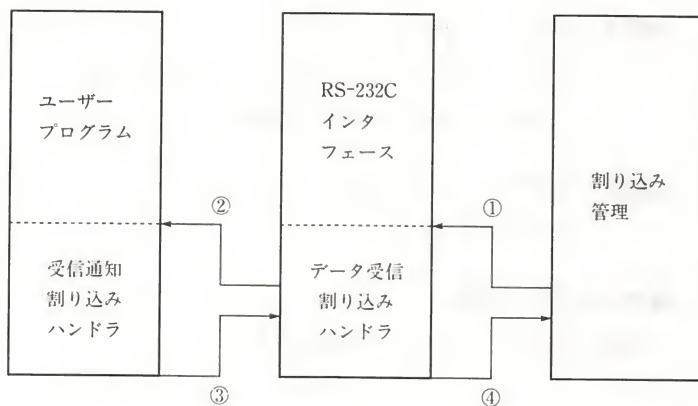 ユーザー
プログラム
受信通知
割り込み
ハンドラ
②
③
RS-232C
インタ
フェース
データ受信
割り込み
ハンドラ
①
④
割り込み
管理